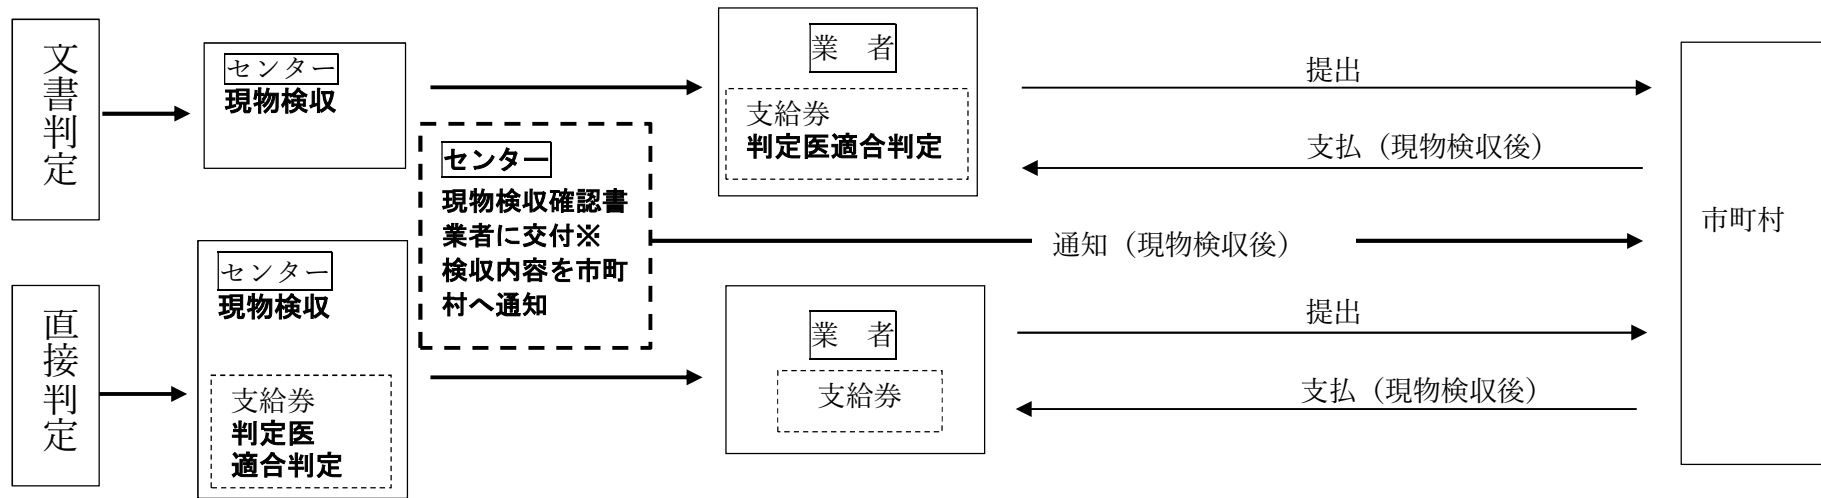 文書判定
センター
現物検収
業　者
支給券
判定医適合判定
提出
支払（現物検収後）
センター
現物検収確認書
業者に交付※
検収内容を市町
村へ通知
通知（現物検収後）
市町村
直接判定
センター
現物検収
支給券
判定医
適合判定
業　者
支給券
提出
支払（現物検収後）